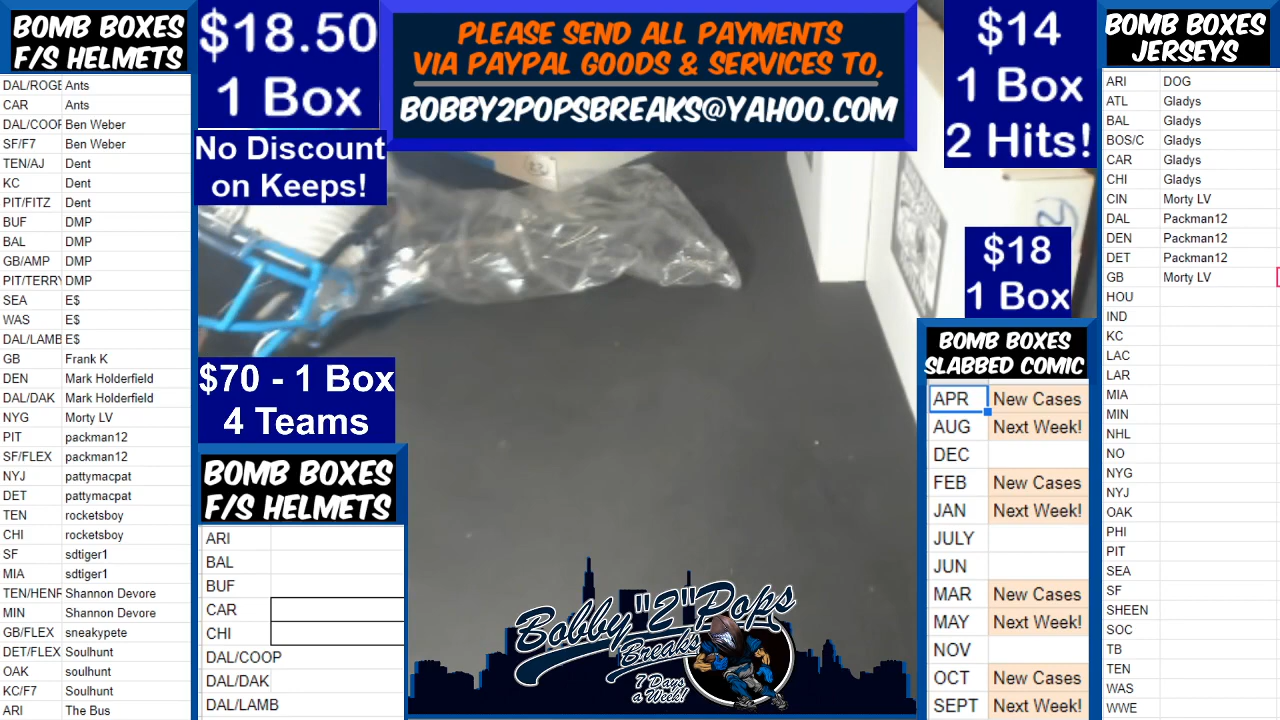 BOMB BOXES
F/S HELMETS
DAL/ROGE Ants
CAR Ants
DAL/COOF Ben Weber
SF/F7 Ben Weber
TEN/AJ Dent
KC Dent
PIT/FITZ Dent
BUF DMP
BAL DMP
GB/AMP DMP
PIT/TERRY DMP
SEA E$
WAS E$
DAL/LAMB E$
GB Frank K
DEN Mark Holderfield
DAL/DAK Mark Holderfield
NYG Morty LV
PIT packman12
SF/FLEX packman12
NYJ pattymacpat
DET pattymacpat
TEN rocketsboy
CHI rocketsboy
SF sdtiger1
MIA sdtiger1
TEN/HENF Shannon Devore
MIN Shannon Devore
GB/FLEX sneakypete
DET/FLEX Soulhunt
OAK soulhunt
KC/F7 Soulhunt
ARI The Bus
$18.50
1 Box
No Discount
on Keeps!
$70 - 1 Box
4 Teams
BOMB BOXES
F/S HELMETS
ARI
BAL
BUF
CAR
CHI
DAL/COOP
DAL/DAK
DAL/LAMB
PLEASE SEND ALL PAYMENTS
VIA PAYPAL GOODS & SERVICES TO,
BOBBY2POPSBREAKS@YAHOO.COM
Bobby "2" Pops
Breaks
7 Days
a Week!
$14
1 Box
2 Hits!
$18
1 Box
BOMB BOXES
SLABBED COMIC
APR New Cases
AUG Next Week!
DEC
FEB New Cases
JAN Next Week!
JULY
JUN
MAR New Cases
MAY Next Week!
NOV
OCT New Cases
SEPT Next Week!
BOMB BOXES
JERSEYS
ARI DOG
ATL Gladys
BAL Gladys
BOS/C Gladys
CAR Gladys
CHI Gladys
CIN Morty LV
DAL Packman12
DEN Packman12
DET Packman12
GB Morty LV
HOU
IND
KC
LAC
LAR
MIA
MIN
NHL
NO
NYG
NYJ
OAK
PHI
PIT
SEA
SF
SHEEN
SOC
TB
TEN
WAS
WWE